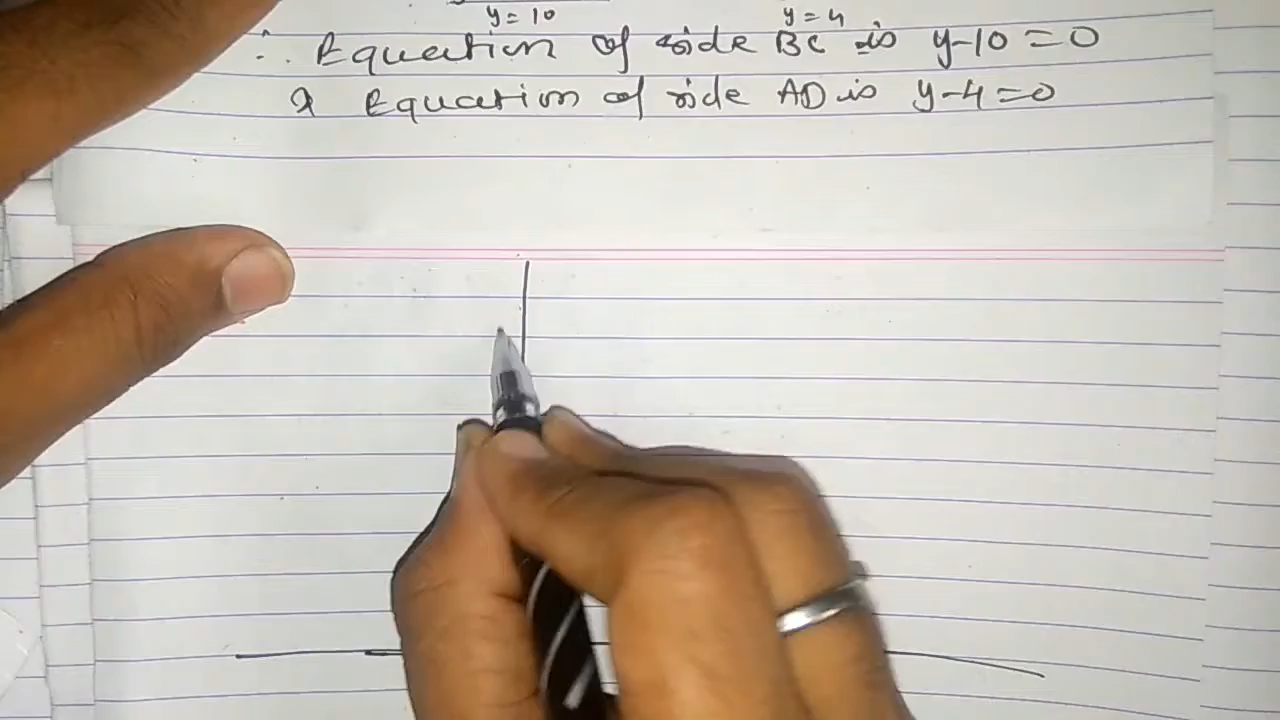 y = 10 y = 4
∴ Equation of side BC is y-10 = 0
& Equation of side AD is y-4 = 0